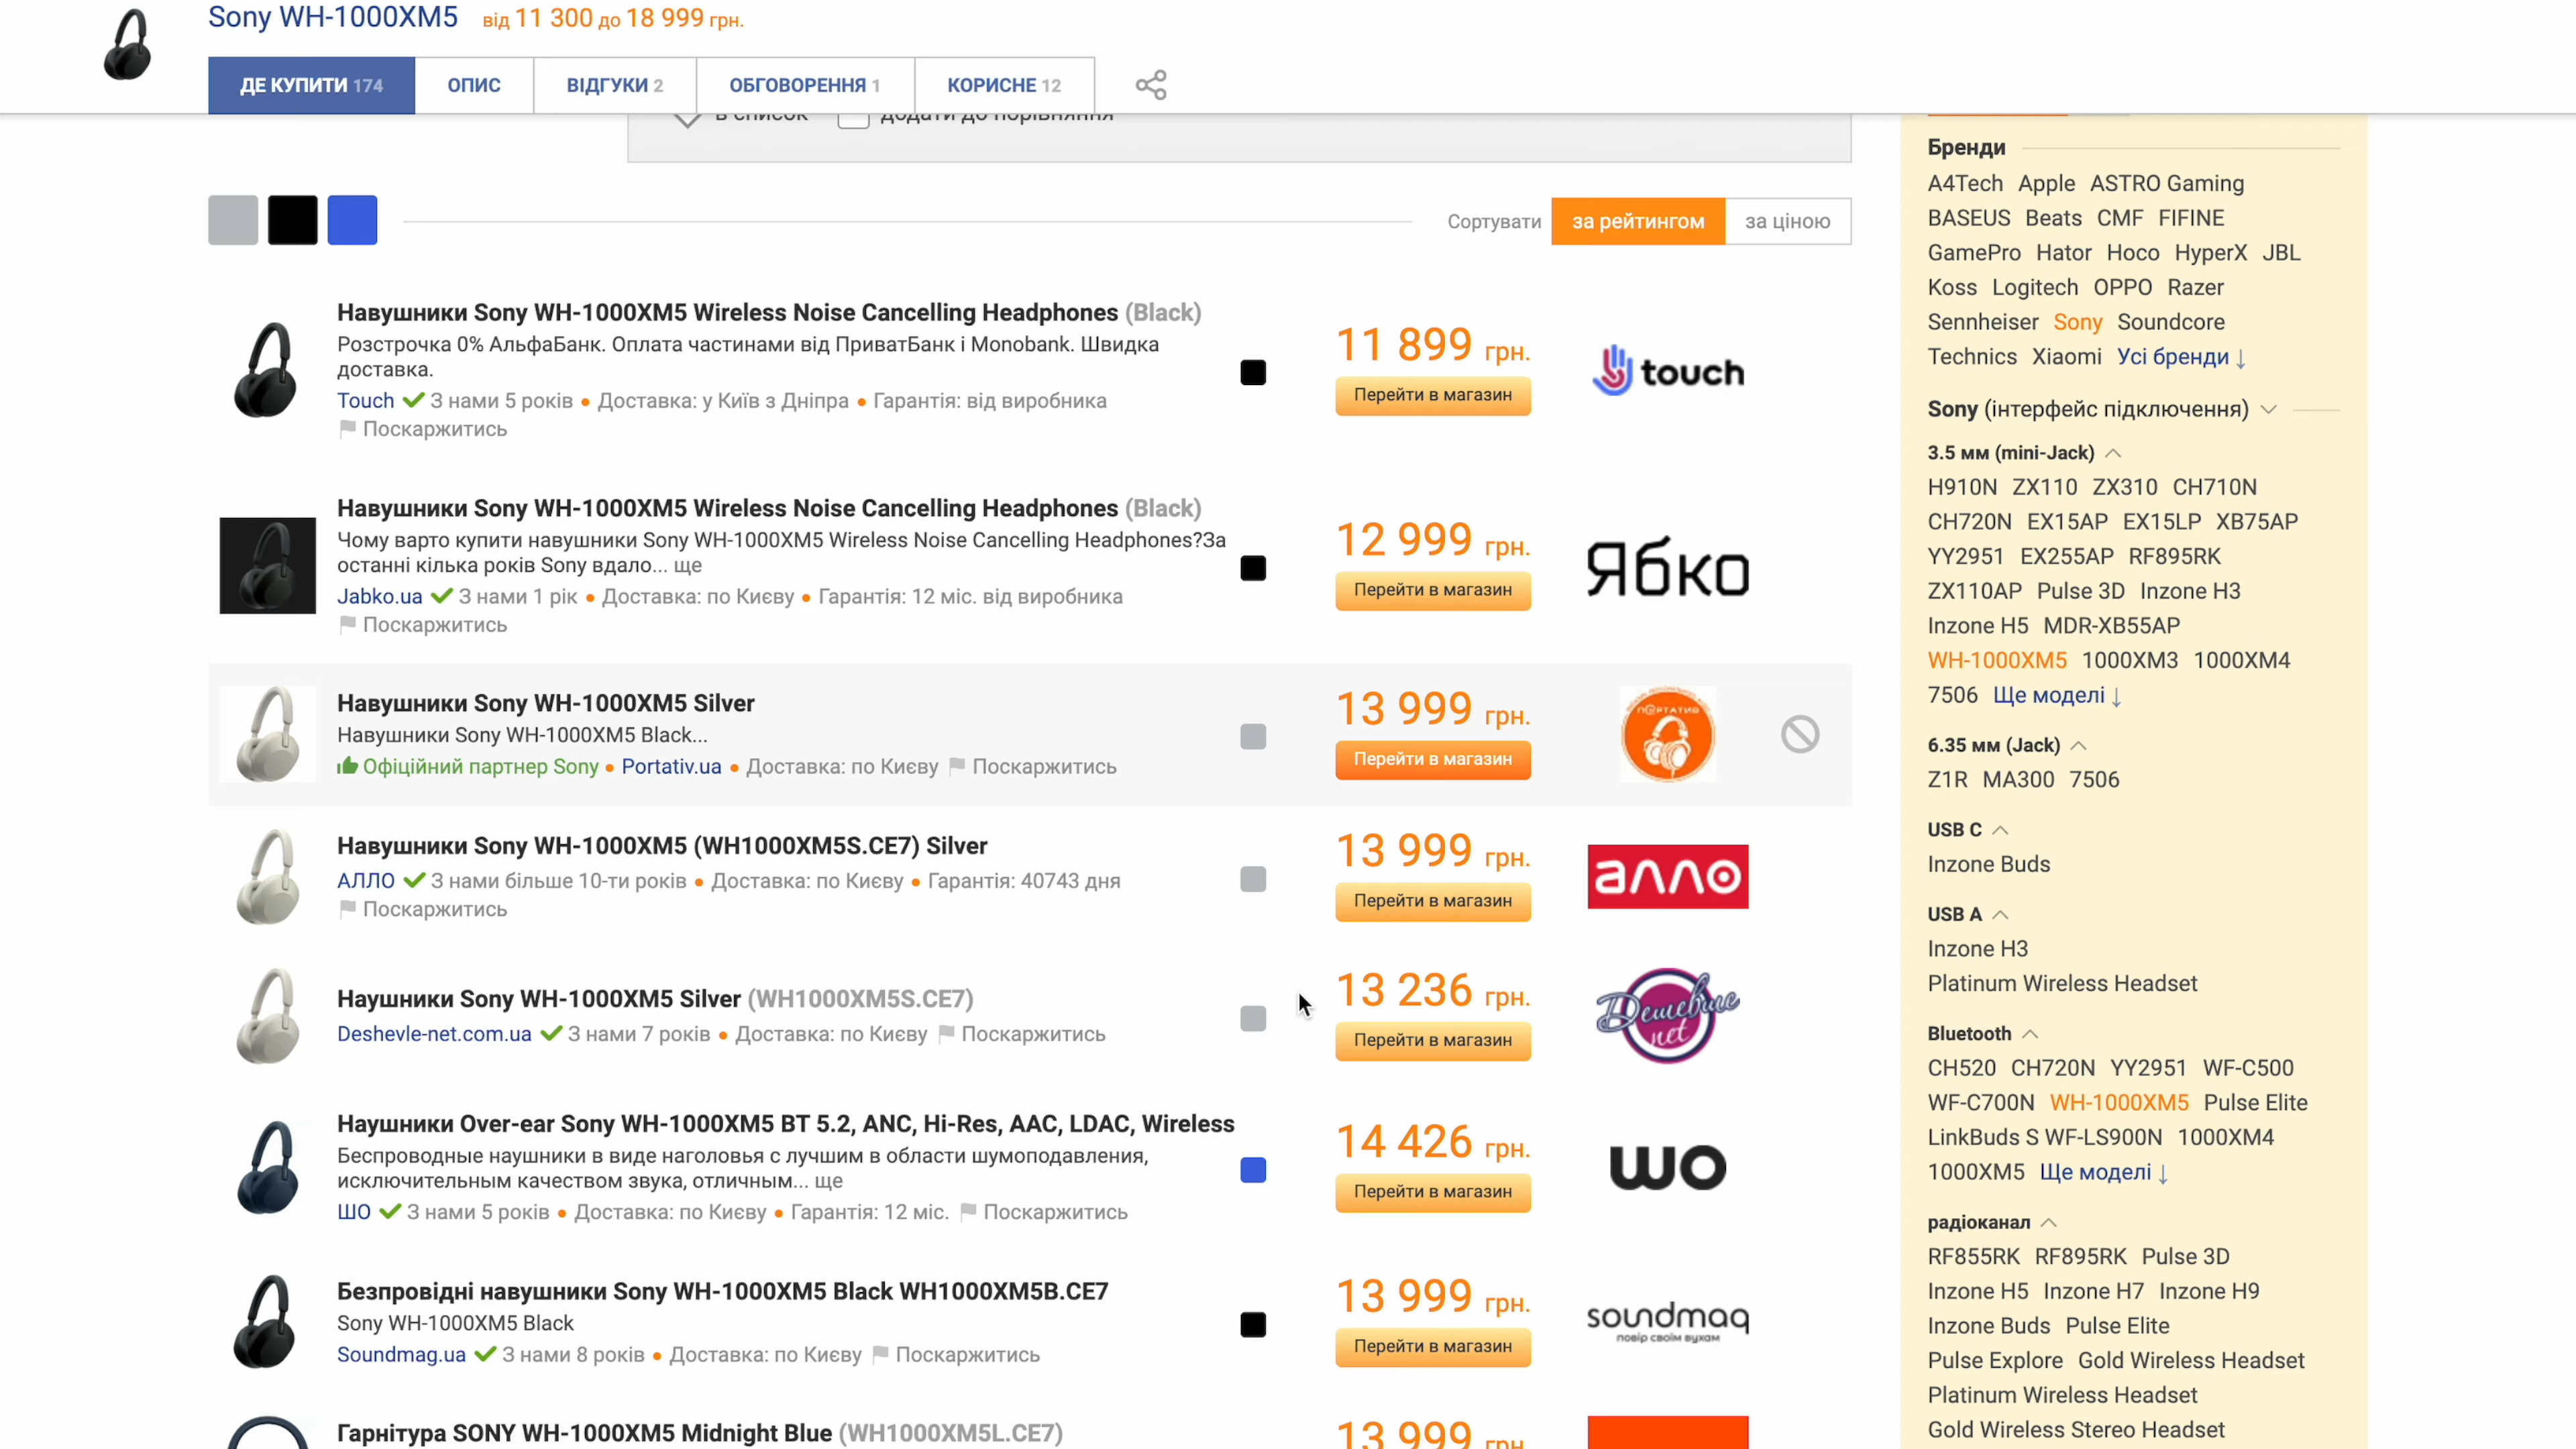 Sony WH-1000XM5 від 11 300 до 18 999 грн.
ДЕ КУПИТИ 174 ОПИС ВІДГУКИ 2 ОБГОВОРЕННЯ 1 КОРИСНЕ 12
в список додати до порівняння
Сортувати за рейтингом за ціною
Навушники Sony WH-1000XM5 Wireless Noise Cancelling Headphones (Black)
Розстрочка 0% АльфаБанк. Оплата частинами від ПриватБанк і Monobank. Швидка
доставка.
Touch З нами 5 років • Доставка: у Київ з Дніпра • Гарантія: від виробника
Поскаржитись
11 899 грн.
Перейти в магазин
touch
Навушники Sony WH-1000XM5 Wireless Noise Cancelling Headphones (Black)
Чому варто купити навушники Sony WH-1000XM5 Wireless Noise Cancelling Headphones?За
останні кілька років Sony вдало... ще
Jabko.ua З нами 1 рік • Доставка: по Києву • Гарантія: 12 міс. від виробника
Поскаржитись
12 999 грн.
Перейти в магазин
Ябко
Навушники Sony WH-1000XM5 Silver
Навушники Sony WH-1000XM5 Black...
Офіційний партнер Sony • Portativ.ua • Доставка: по Києву Поскаржитись
13 999 грн.
Перейти в магазин
Навушники Sony WH-1000XM5 (WH1000XM5S.CE7) Silver
АЛЛО З нами більше 10-ти років • Доставка: по Києву • Гарантія: 40743 дня
Поскаржитись
13 999 грн.
Перейти в магазин
алло
Наушники Sony WH-1000XM5 Silver (WH1000XM5S.CE7)
Deshevle-net.com.ua З нами 7 років • Доставка: по Києву Поскаржитись
13 236 грн.
Перейти в магазин
Дешевше
net
Наушники Over-ear Sony WH-1000XM5 BT 5.2, ANC, Hi-Res, AAC, LDAC, Wireless
Беспроводные наушники в виде наголовья с лучшим в области шумоподавления,
исключительным качеством звука, отличным... ще
ШО З нами 5 років • Доставка: по Києву • Гарантія: 12 міс. Поскаржитись
14 426 грн.
Перейти в магазин
шо
Безпровідні навушники Sony WH-1000XM5 Black WH1000XM5B.CE7
Sony WH-1000XM5 Black
Soundmag.ua З нами 8 років • Доставка: по Києву Поскаржитись
13 999 грн.
Перейти в магазин
soundmag
повір своїм вухам
Гарнітура SONY WH-1000XM5 Midnight Blue (WH1000XM5L.CE7)
13 999 грн
Бренди
A4Tech Apple ASTRO Gaming
BASEUS Beats CMF FIFINE
GamePro Hator Hoco HyperX JBL
Koss Logitech OPPO Razer
Sennheiser Sony Soundcore
Technics Xiaomi Усі бренди ↓
Sony (інтерфейс підключення)
3.5 мм (mini-Jack)
H910N ZX110 ZX310 CH710N
CH720N EX15AP EX15LP XB75AP
YY2951 EX255AP RF895RK
ZX110AP Pulse 3D Inzone H3
Inzone H5 MDR-XB55AP
WH-1000XM5 1000XM3 1000XM4
7506 Ще моделі ↓
6.35 мм (Jack)
Z1R MA300 7506
USB C
Inzone Buds
USB A
Inzone H3
Platinum Wireless Headset
Bluetooth
CH520 CH720N YY2951 WF-C500
WF-C700N WH-1000XM5 Pulse Elite
LinkBuds S WF-LS900N 1000XM4
1000XM5 Ще моделі ↓
радіоканал
RF855RK RF895RK Pulse 3D
Inzone H5 Inzone H7 Inzone H9
Inzone Buds Pulse Elite
Pulse Explore Gold Wireless Headset
Platinum Wireless Headset
Gold Wireless Stereo Headset